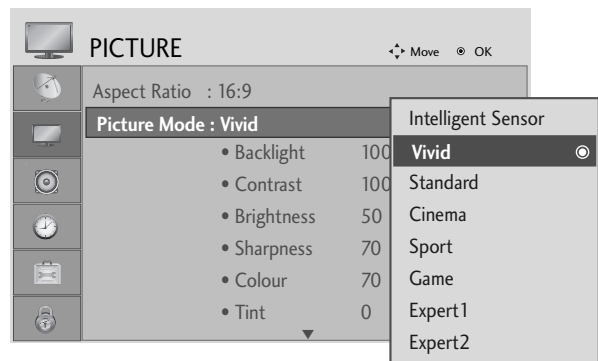 PICTURE
Move OK
Aspect Ratio : 16:9
Picture Mode : Vivid
• Backlight 100
• Contrast 100
• Brightness 50
• Sharpness 70
• Colour 70
• Tint 0
Intelligent Sensor
Vivid
Standard
Cinema
Sport
Game
Expert1
Expert2